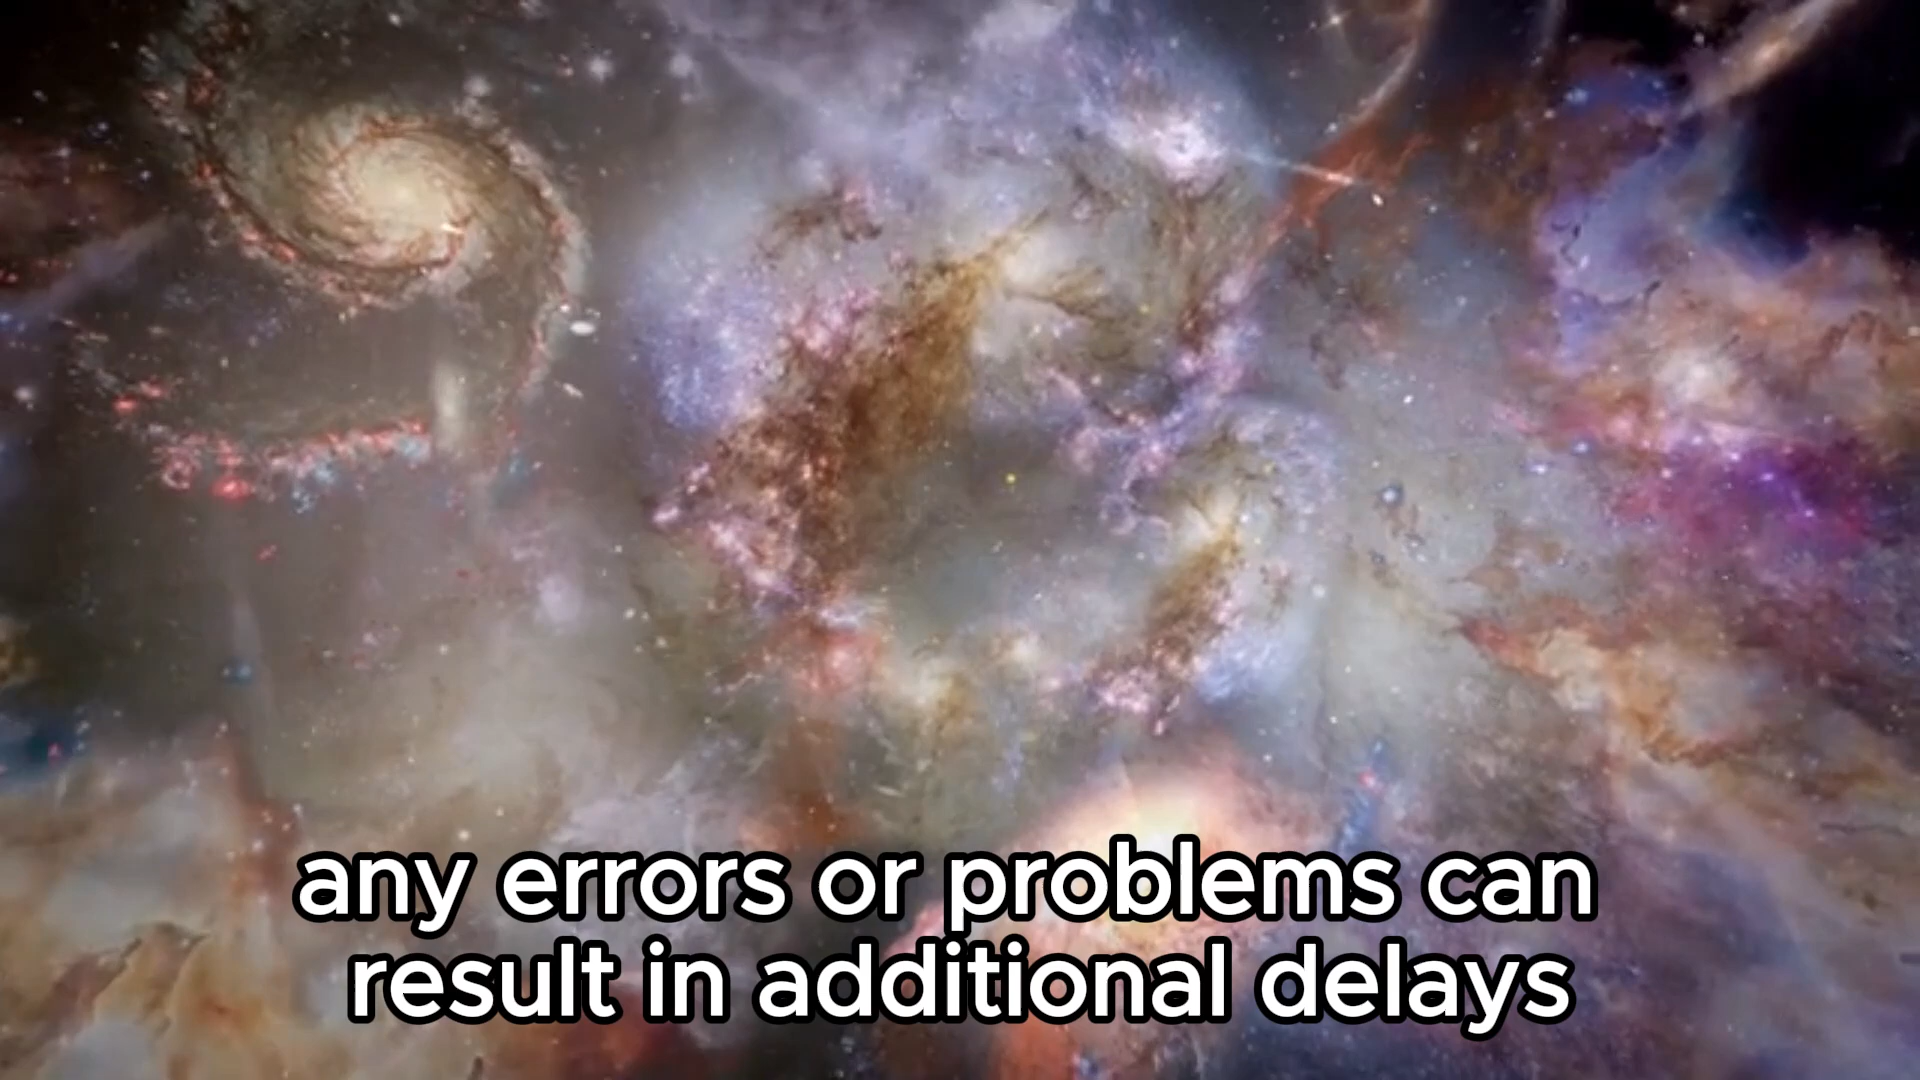 any errors or problems can
result in additional delays